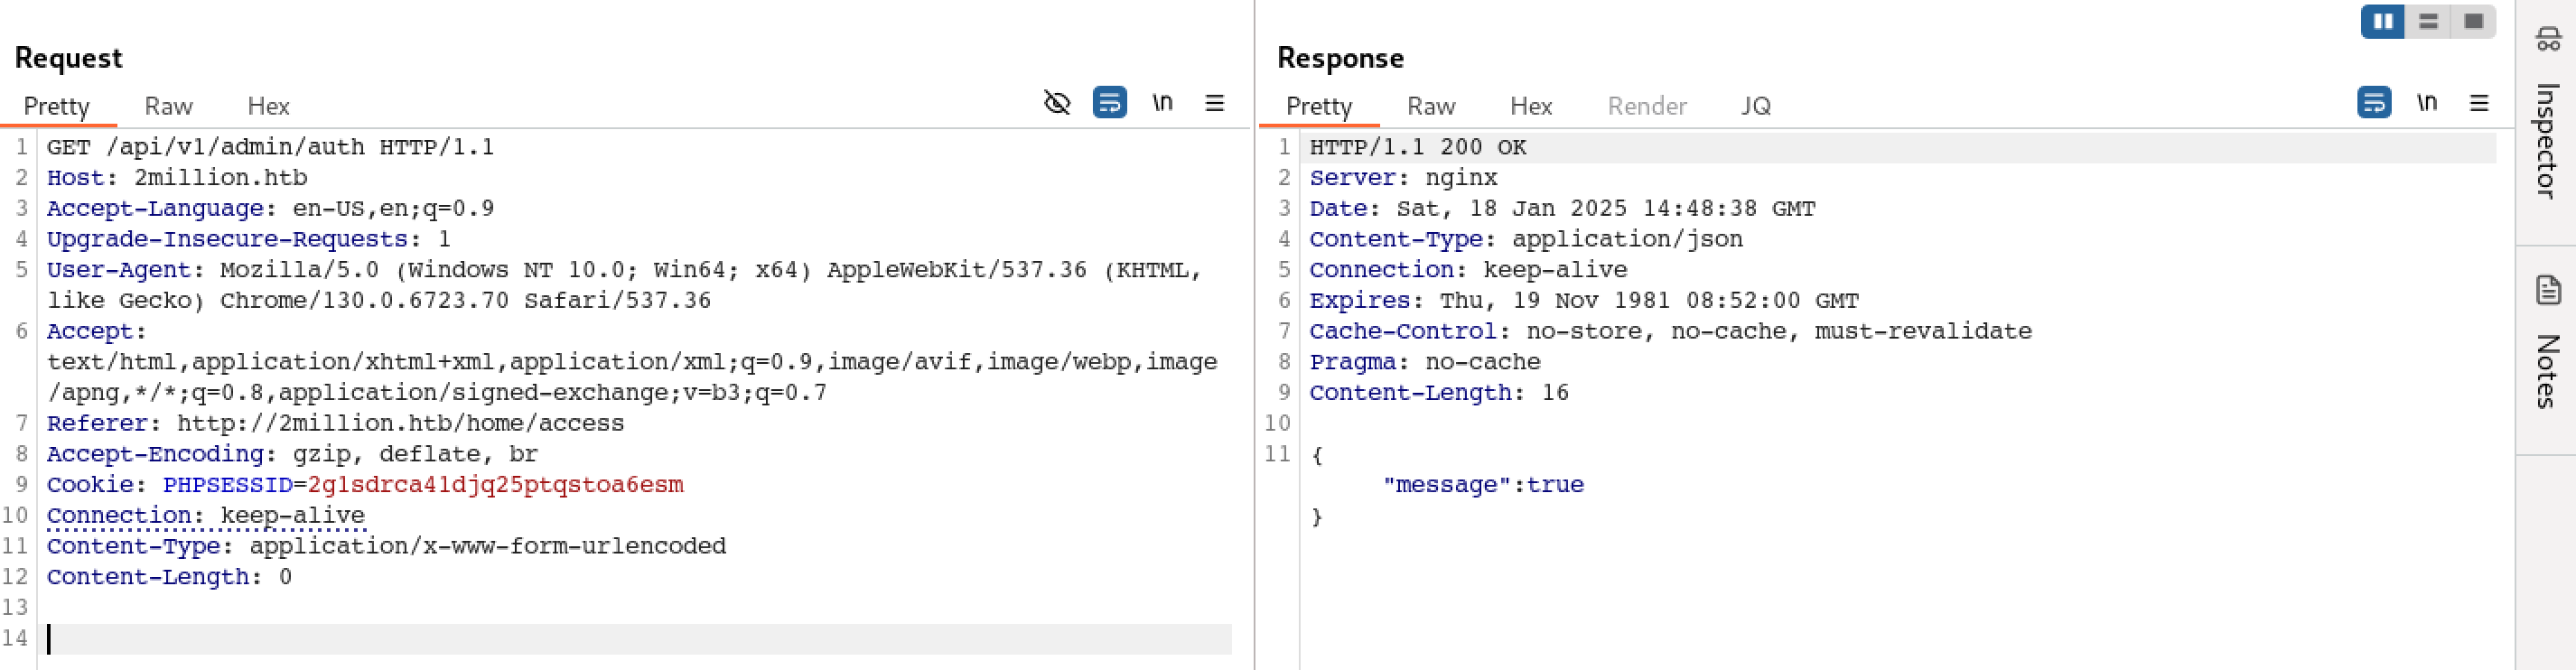 Request
Pretty Raw Hex \n
1 GET /api/v1/admin/auth HTTP/1.1
2 Host: 2million.htb
3 Accept-Language: en-US,en;q=0.9
4 Upgrade-Insecure-Requests: 1
5 User-Agent: Mozilla/5.0 (Windows NT 10.0; Win64; x64) AppleWebKit/537.36 (KHTML,
like Gecko) Chrome/130.0.6723.70 Safari/537.36
6 Accept:
text/html,application/xhtml+xml,application/xml;q=0.9,image/avif,image/webp,image
/apng,*/*;q=0.8,application/signed-exchange;v=b3;q=0.7
7 Referer: http://2million.htb/home/access
8 Accept-Encoding: gzip, deflate, br
9 Cookie: PHPSESSID=2g1sdrca41djq25ptqstoa6esm
10 Connection: keep-alive
11 Content-Type: application/x-www-form-urlencoded
12 Content-Length: 0
13
14
Response
Pretty Raw Hex Render JQ \n
1 HTTP/1.1 200 OK
2 Server: nginx
3 Date: Sat, 18 Jan 2025 14:48:38 GMT
4 Content-Type: application/json
5 Connection: keep-alive
6 Expires: Thu, 19 Nov 1981 08:52:00 GMT
7 Cache-Control: no-store, no-cache, must-revalidate
8 Pragma: no-cache
9 Content-Length: 16
10
11 {
"message":true
}
Inspector
Notes